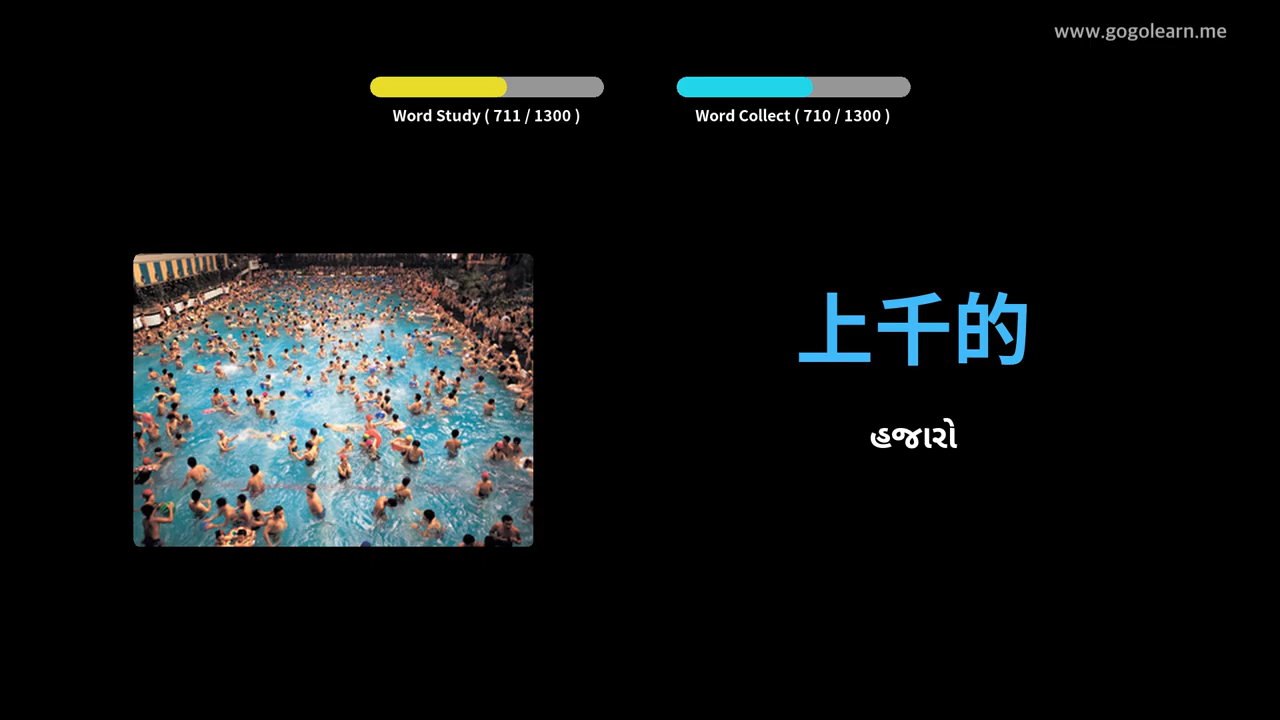 www.gogolearn.me
Word Study ( 711 / 1300 )
Word Collect ( 710 / 1300 )
上千的
હજારો